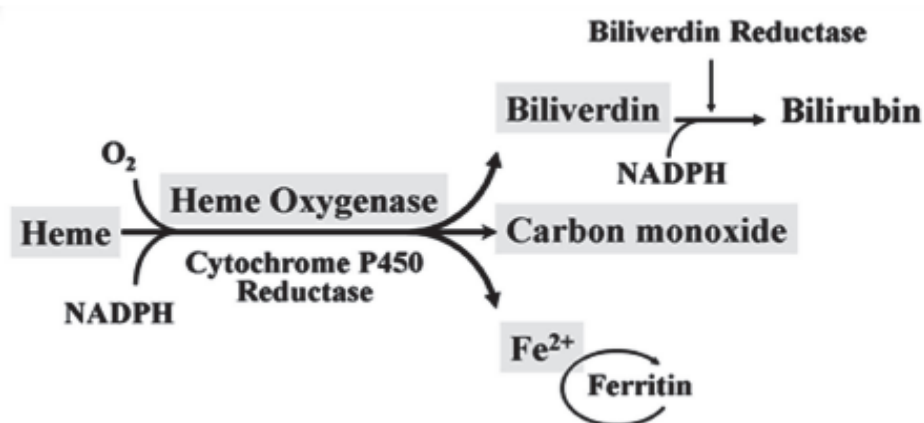 Biliverdin Reductase
Biliverdin
Bilirubin
NADPH
O₂
Heme Oxygenase
Heme
Carbon monoxide
Cytochrome P450
Reductase
NADPH
Fe²⁺
Ferritin